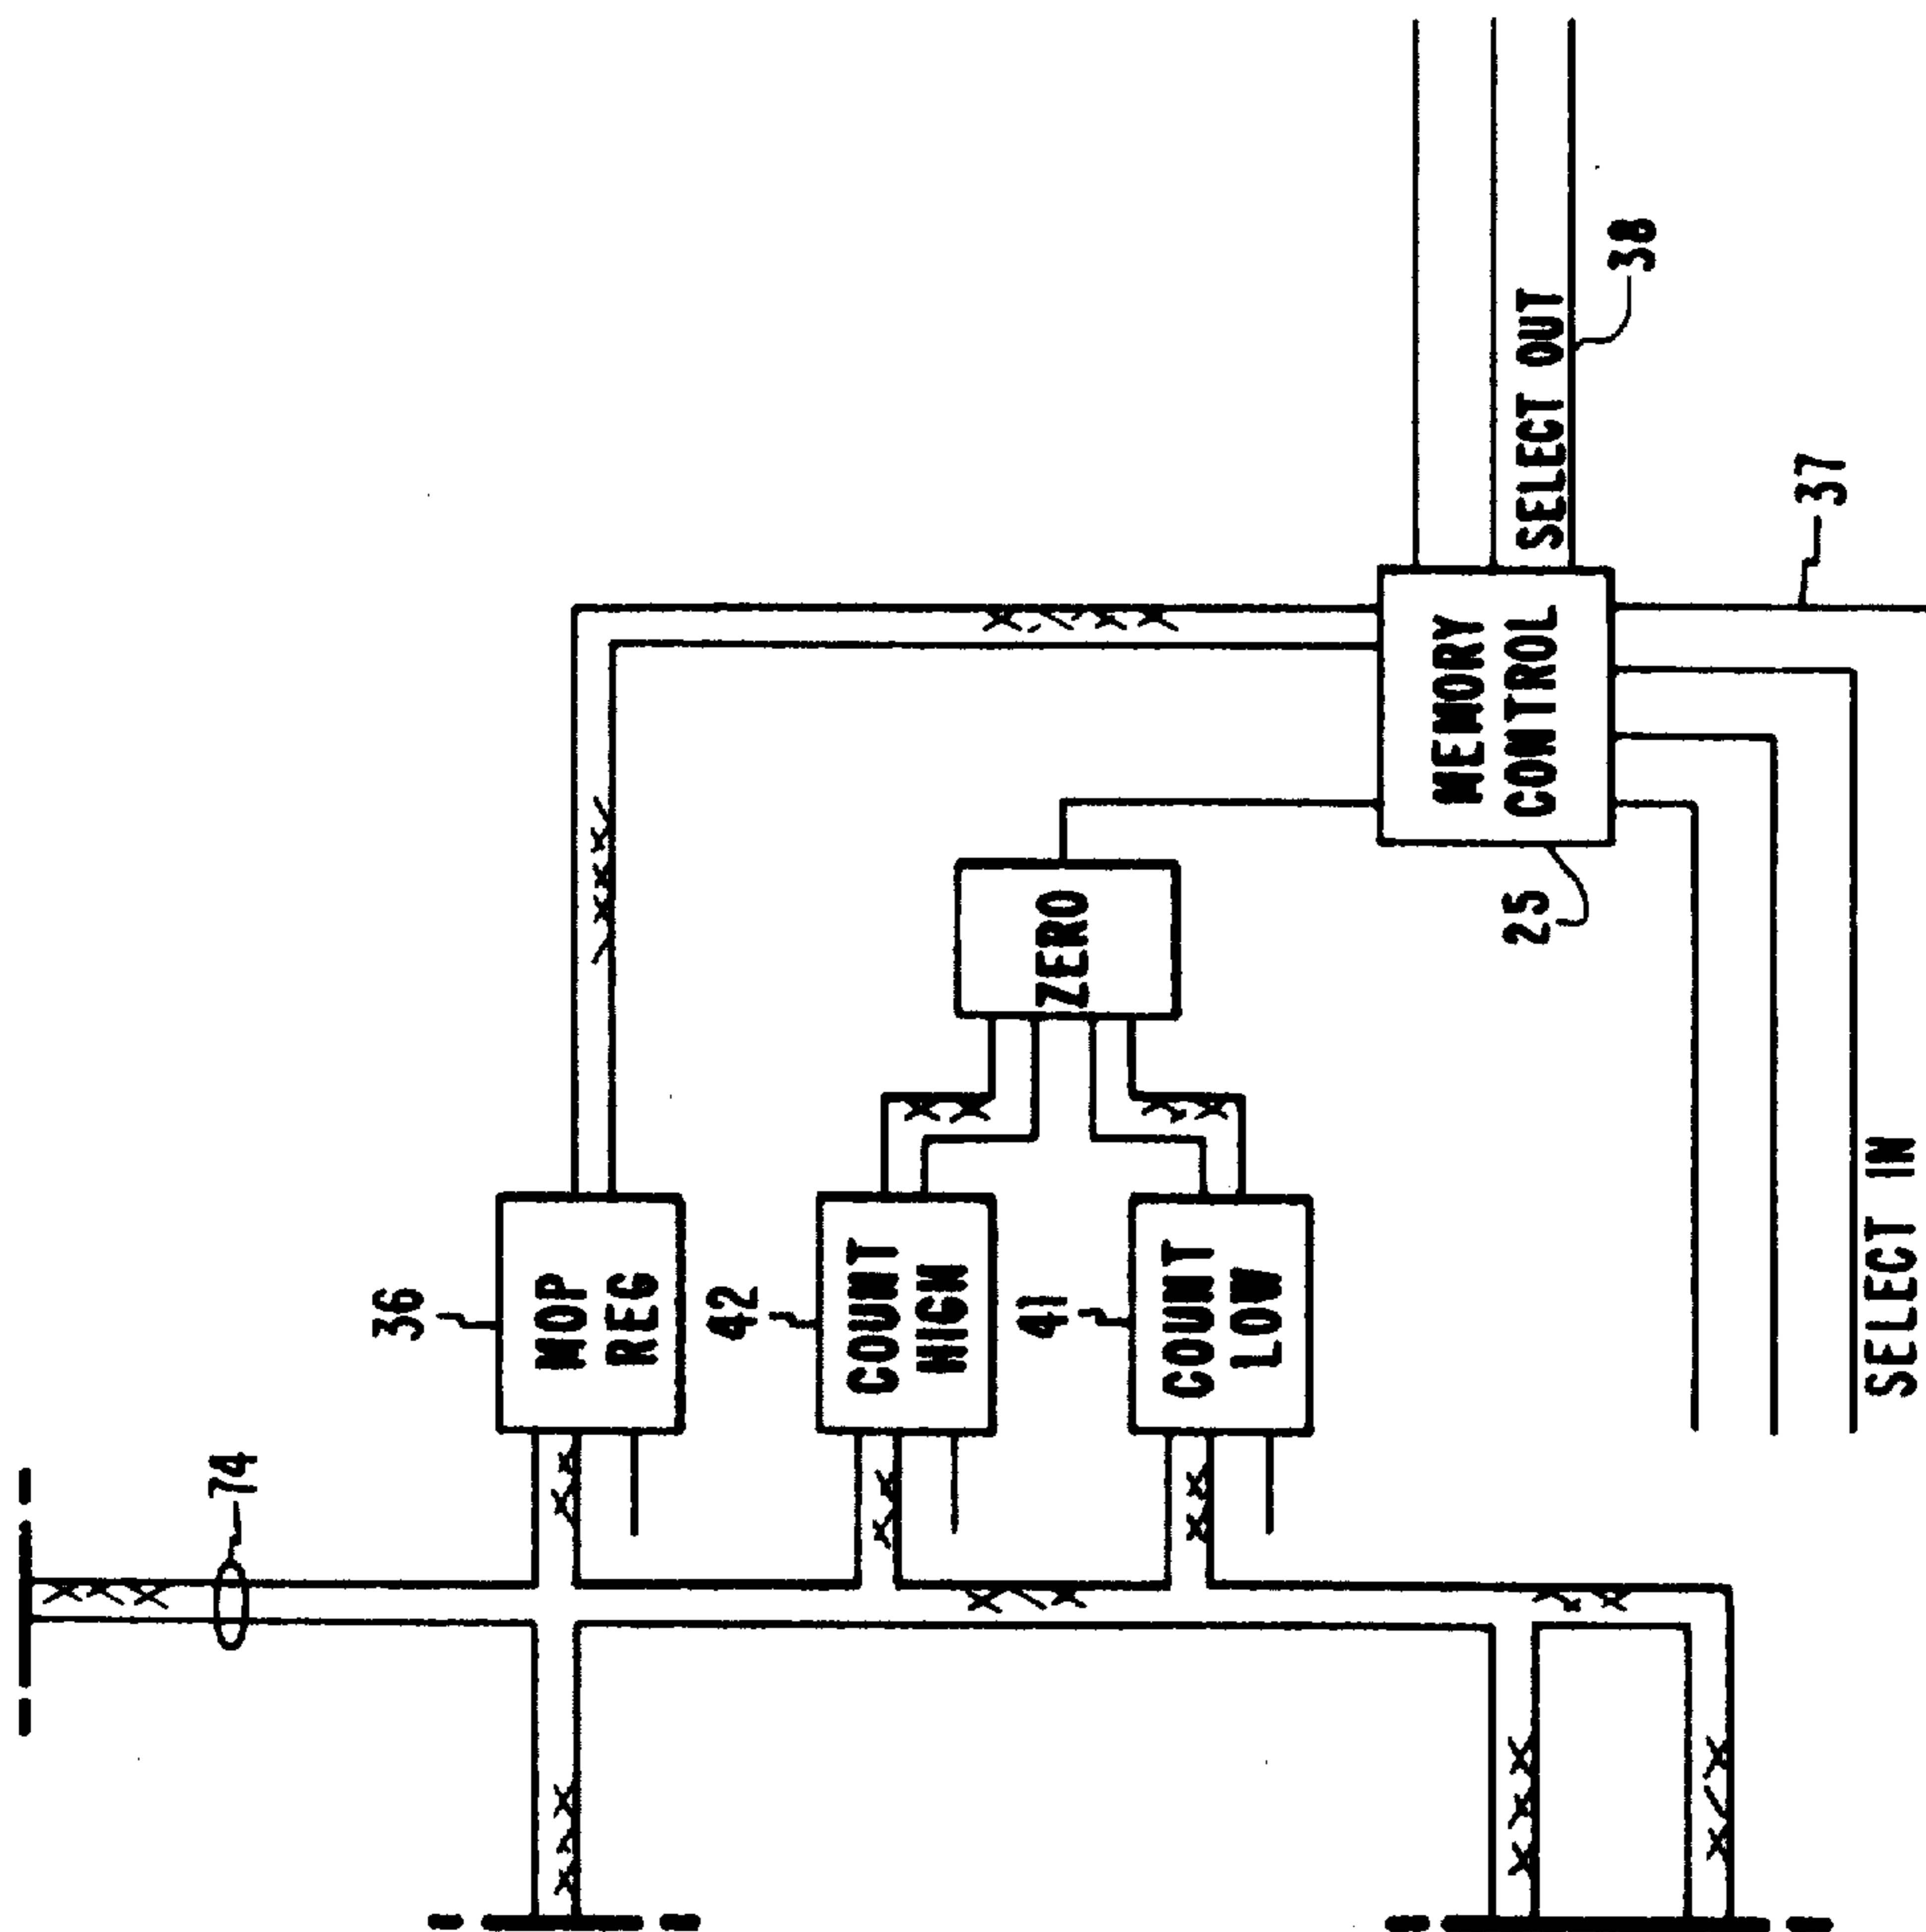 74
36
MOP
REG
42
COUNT
HIGH
41
COUNT
LOW
ZERO
25
MEMORY
CONTROL
SELECT OUT
38
37
SELECT IN